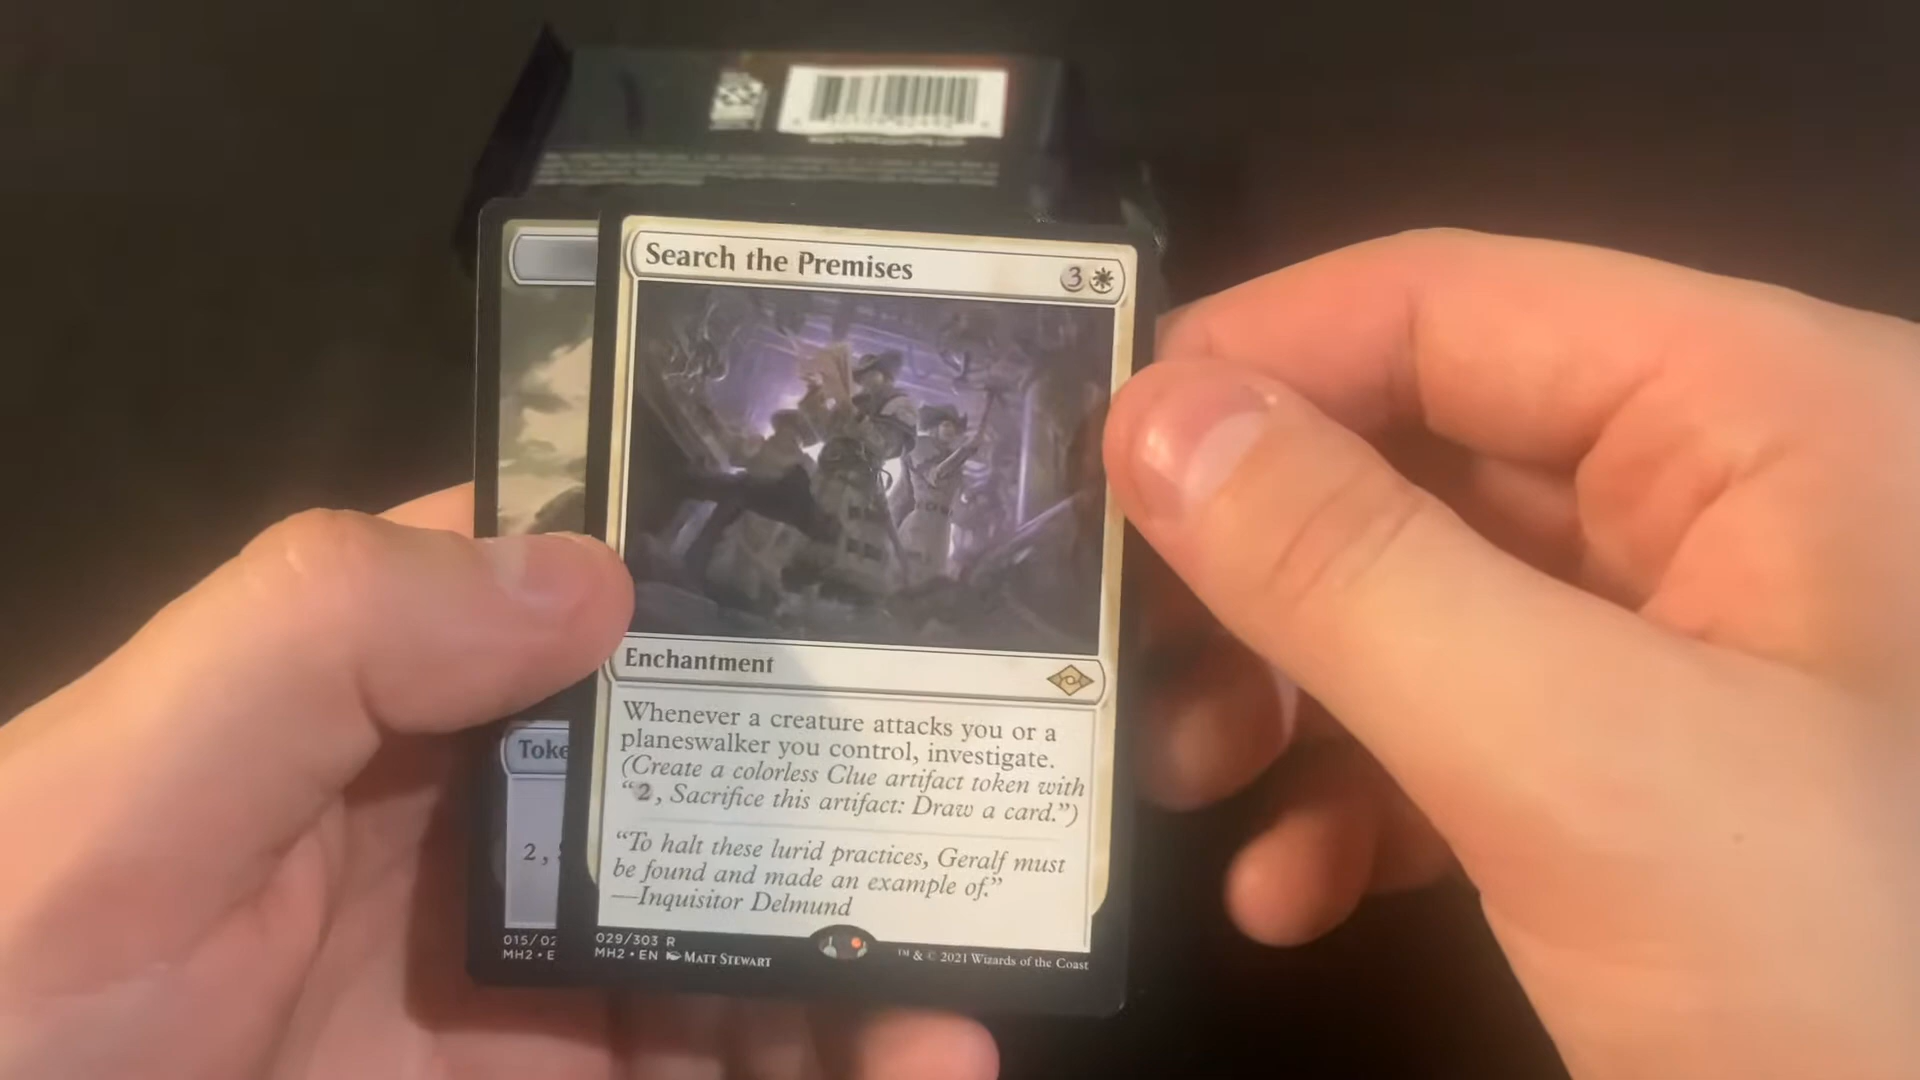 Search the Premises
3
Enchantment
Whenever a creature attacks you or a
planeswalker you control, investigate.
(Create a colorless Clue artifact token with
“2, Sacrifice this artifact: Draw a card.”)
“To halt these lurid practices, Geralf must
be found and made an example of.”
—Inquisitor Delmund
029/303 R
MH2 • EN MATT STEWART
™ & © 2021 Wizards of the Coast
Toke
2,
015/02
MH2 • E